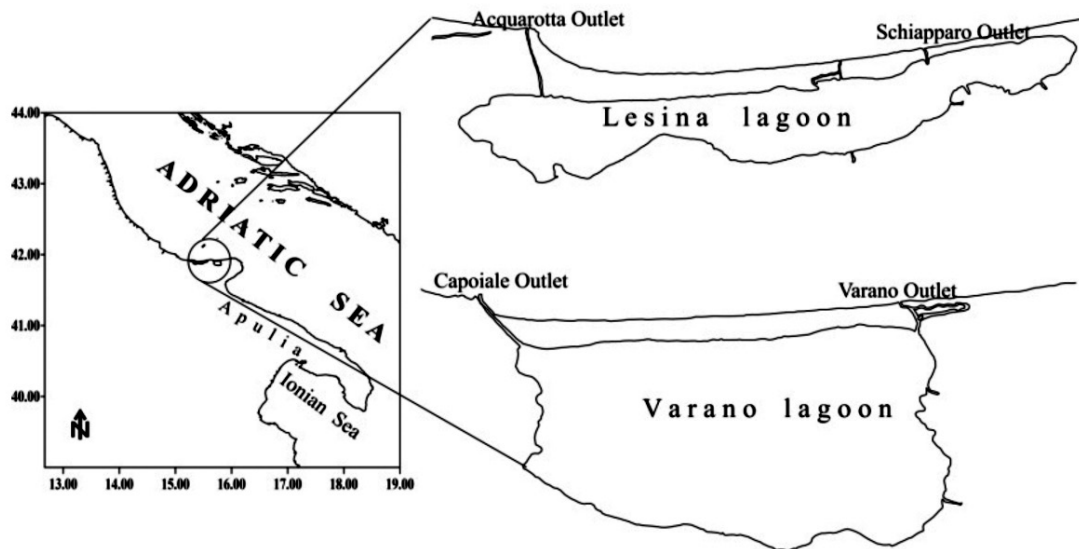 Acquarotta Outlet
Schiapparo Outlet
Lesina lagoon
44.00
43.00
42.00
41.00
40.00
ADRIATIC SEA
Apulia
Ionian Sea
N
13.00 14.00 15.00 16.00 17.00 18.00 19.00
Capoiale Outlet
Varano Outlet
Varano lagoon